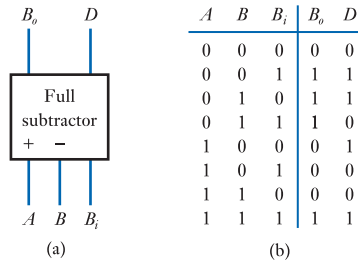 B_o D
Full
subtractor
+ −
A B B_i
(a)
A B B_i B_o D
0 0 0 0 0
0 0 1 1 1
0 1 0 1 1
0 1 1 1 0
1 0 0 0 1
1 0 1 0 0
1 1 0 0 0
1 1 1 1 1
(b)